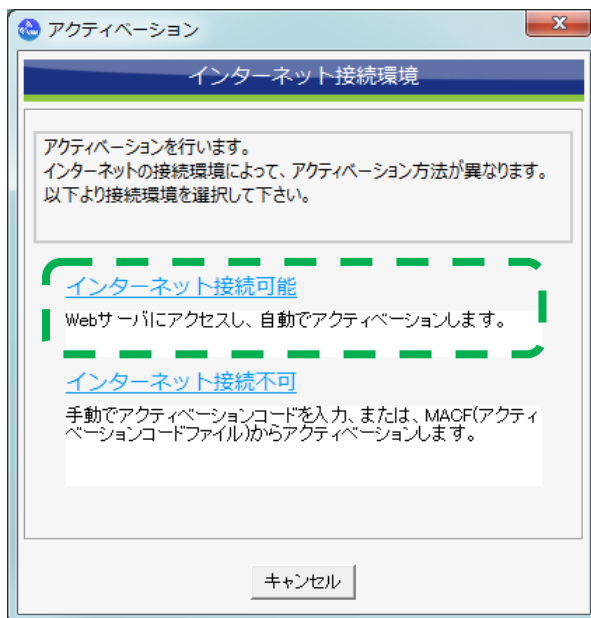 アクティベーション
インターネット接続環境
アクティベーションを行います。
インターネットの接続環境によって、アクティベーション方法が異なります。
以下より接続環境を選択して下さい。
インターネット接続可能
Webサーバにアクセスし、自動でアクティベーションします。
インターネット接続不可
手動でアクティベーションコードを入力、または、MACF(アクティ
ベーションコードファイル)からアクティベーションします。
キャンセル